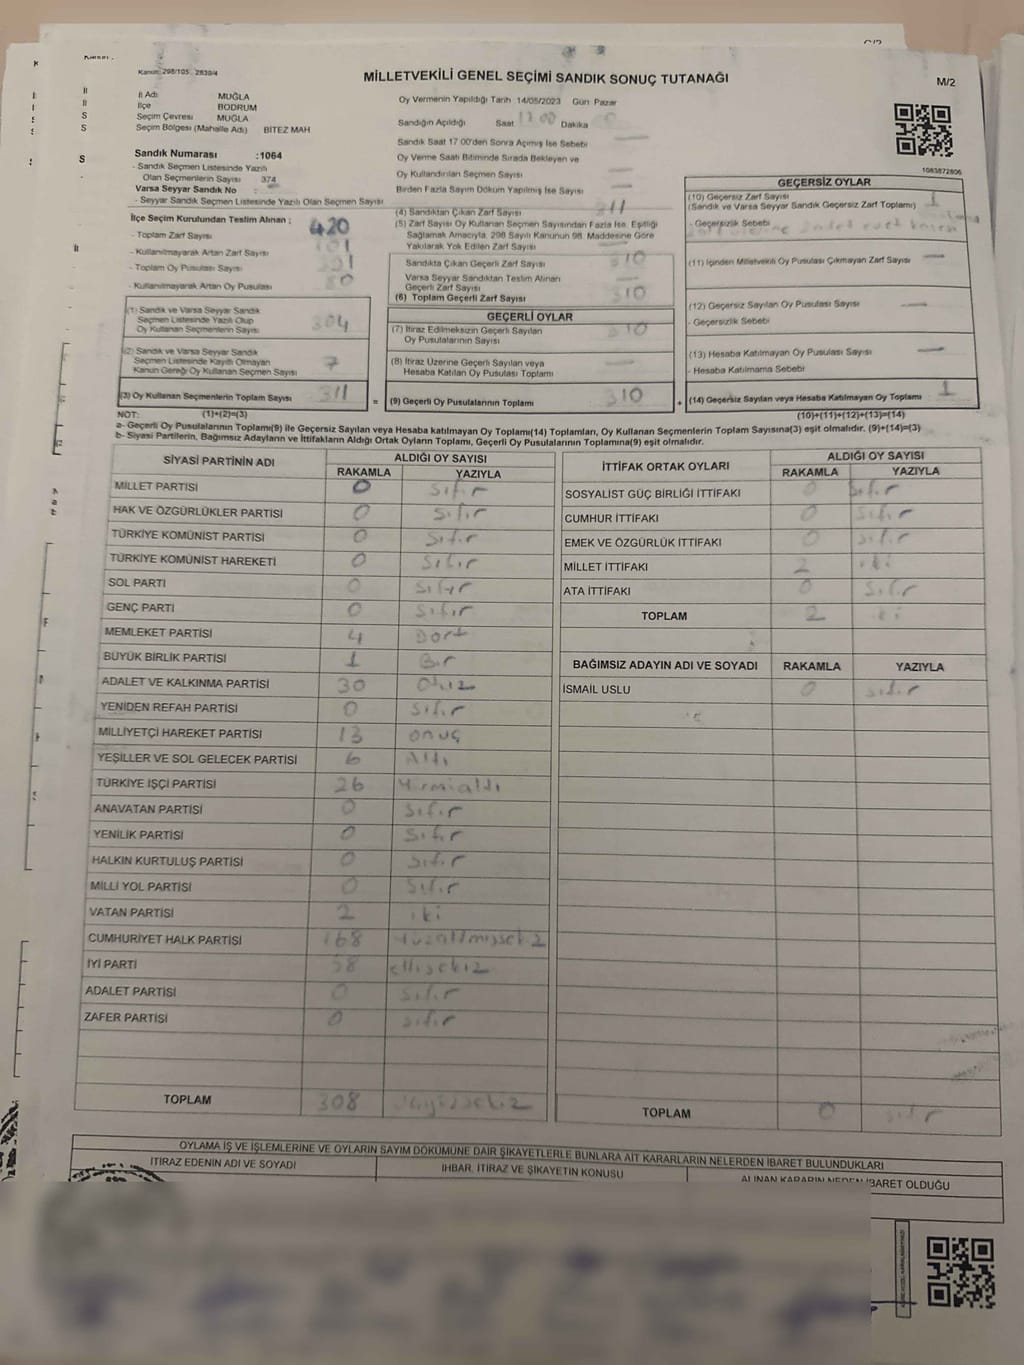 Kanun: 298/105 , 2839/4
MİLLETVEKİLİ GENEL SEÇİMİ SANDIK SONUÇ TUTANAĞI
M/2
İl Adı MUĞLA
İlçe BODRUM
Seçim Çevresi MUĞLA
Seçim Bölgesi (Mahalle Adı) BİTEZ MAH
Sandık Numarası :1064
- Sandık Seçmen Listesinde Yazılı
Olan Seçmenlerin Sayısı 374
Varsa Seyyar Sandık No :
- Seyyar Sandık Seçmen Listesinde Yazılı Olan Seçmen Sayısı
Oy Vermenin Yapıldığı Tarih 14/05/2023 Gün Pazar
Sandığın Açıldığı Saat 17 00 Dakika
Sandık Saat 17:00'den Sonra Açılmış İse Sebebi
Oy Verme Saati Bitiminde Sırada Bekleyen ve
Oy Kullandırılan Seçmen Sayısı
Birden Fazla Sayım Döküm Yapılmış İse Sayısı
1083872806
İlçe Seçim Kurulundan Teslim Alınan :
- Toplam Zarf Sayısı 420
- Kullanılmayarak Artan Zarf Sayısı
- Toplam Oy Pusulası Sayısı
- Kullanılmayarak Artan Oy Pusulası
(1) Sandık ve Varsa Seyyar Sandık
Seçmen Listesinde Yazılı Olup
Oy Kullanan Seçmenlerin Sayısı 304
(2) Sandık ve Varsa Seyyar Sandık
Seçmen Listesinde Kayıtlı Olmayan
Kanun Gereği Oy Kullanan Seçmen Sayısı 7
(3) Oy Kullanan Seçmenlerin Toplam Sayısı 311 =
(4) Sandıktan Çıkan Zarf Sayısı 311
(5) Zarf Sayısı Oy Kullanan Seçmen Sayısından Fazla İse, Eşitliği
Sağlamak Amacıyla, 298 Sayılı Kanunun 98. Maddesine Göre
Yakılarak Yok Edilen Zarf Sayısı
Sandıkta Çıkan Geçerli Zarf Sayısı 310
Varsa Seyyar Sandıktan Teslim Alınan
Geçerli Zarf Sayısı
(6) Toplam Geçerli Zarf Sayısı 310
GEÇERLİ OYLAR
(7) İtiraz Edilmeksizin Geçerli Sayılan
Oy Pusulalarının Sayısı 310
(8) İtiraz Üzerine Geçerli Sayılan veya
Hesaba Katılan Oy Pusulası Toplamı
(9) Geçerli Oy Pusulalarının Toplamı 310 +
GEÇERSİZ OYLAR
(10) Geçersiz Zarf Sayısı
(Sandık ve Varsa Seyyar Sandık Geçersiz Zarf Toplamı) 1
- Geçersizlik Sebebi
(11) İçinden Milletvekili Oy Pusulası Çıkmayan Zarf Sayısı
(12) Geçersiz Sayılan Oy Pusulası Sayısı
- Geçersizlik Sebebi
(13) Hesaba Katılmayan Oy Pusulası Sayısı
- Hesaba Katılmama Sebebi
(14) Geçersiz Sayılan veya Hesaba Katılmayan Oy Toplamı 1
NOT: (1)+(2)=(3)
(10)+(11)+(12)+(13)=(14)
a- Geçerli Oy Pusulalarının Toplamı(9) ile Geçersiz Sayılan veya Hesaba katılmayan Oy Toplamı(14) Toplamları, Oy Kullanan Seçmenlerin Toplam Sayısına(3) eşit olmalıdır. (9)+(14)=(3)
b- Siyasi Partilerin, Bağımsız Adayların ve İttifakların Aldığı Ortak Oyların Toplamı, Geçerli Oy Pusulalarının Toplamına(9) eşit olmalıdır.
SİYASİ PARTİNİN ADI ALDIĞI OY SAYISI
RAKAMLA YAZIYLA
MİLLET PARTİSİ 0 Sıfır
HAK VE ÖZGÜRLÜKLER PARTİSİ 0 Sıfır
TÜRKİYE KOMÜNİST PARTİSİ 0 Sıfır
TÜRKİYE KOMÜNİST HAREKETİ 0 Sıfır
SOL PARTİ 0 Sıfır
GENÇ PARTİ 0 Sıfır
MEMLEKET PARTİSİ 4 Dört
BÜYÜK BİRLİK PARTİSİ 1 Bir
ADALET VE KALKINMA PARTİSİ 30 Otuz
YENİDEN REFAH PARTİSİ 0 Sıfır
MİLLİYETÇİ HAREKET PARTİSİ 13 onüç
YEŞİLLER VE SOL GELECEK PARTİSİ 6 Altı
TÜRKİYE İŞÇİ PARTİSİ 26 Yirmialtı
ANAVATAN PARTİSİ 0 Sıfır
YENİLİK PARTİSİ 0 Sıfır
HALKIN KURTULUŞ PARTİSİ 0 Sıfır
MİLLİ YOL PARTİSİ 0 Sıfır
VATAN PARTİSİ 2 iki
CUMHURİYET HALK PARTİSİ 168 Yüzaltmışsekiz
İYİ PARTİ 58 ellisekiz
ADALET PARTİSİ 0 Sıfır
ZAFER PARTİSİ 0 Sıfır
TOPLAM 308 üçyüzsekiz
İTTİFAK ORTAK OYLARI ALDIĞI OY SAYISI
RAKAMLA YAZIYLA
SOSYALİST GÜÇ BİRLİĞİ İTTİFAKI 0 Sıfır
CUMHUR İTTİFAKI 0 Sıfır
EMEK VE ÖZGÜRLÜK İTTİFAKI 0 Sıfır
MİLLET İTTİFAKI 2 iki
ATA İTTİFAKI 0 Sıfır
TOPLAM 2 iki
BAĞIMSIZ ADAYIN ADI VE SOYADI RAKAMLA YAZIYLA
İSMAİL USLU 0 Sıfır
TOPLAM 0 Sıfır
OYLAMA İŞ VE İŞLEMLERİNE VE OYLARIN SAYIM DÖKÜMÜNE DAİR ŞİKAYETLERLE BUNLARA AİT KARARLARIN NELERDEN İBARET BULUNDUKLARI
İTİRAZ EDENİN ADI VE SOYADI İHBAR, İTİRAZ VE ŞİKAYETİN KONUSU ALINAN KARARIN NEDEN İBARET OLDUĞU